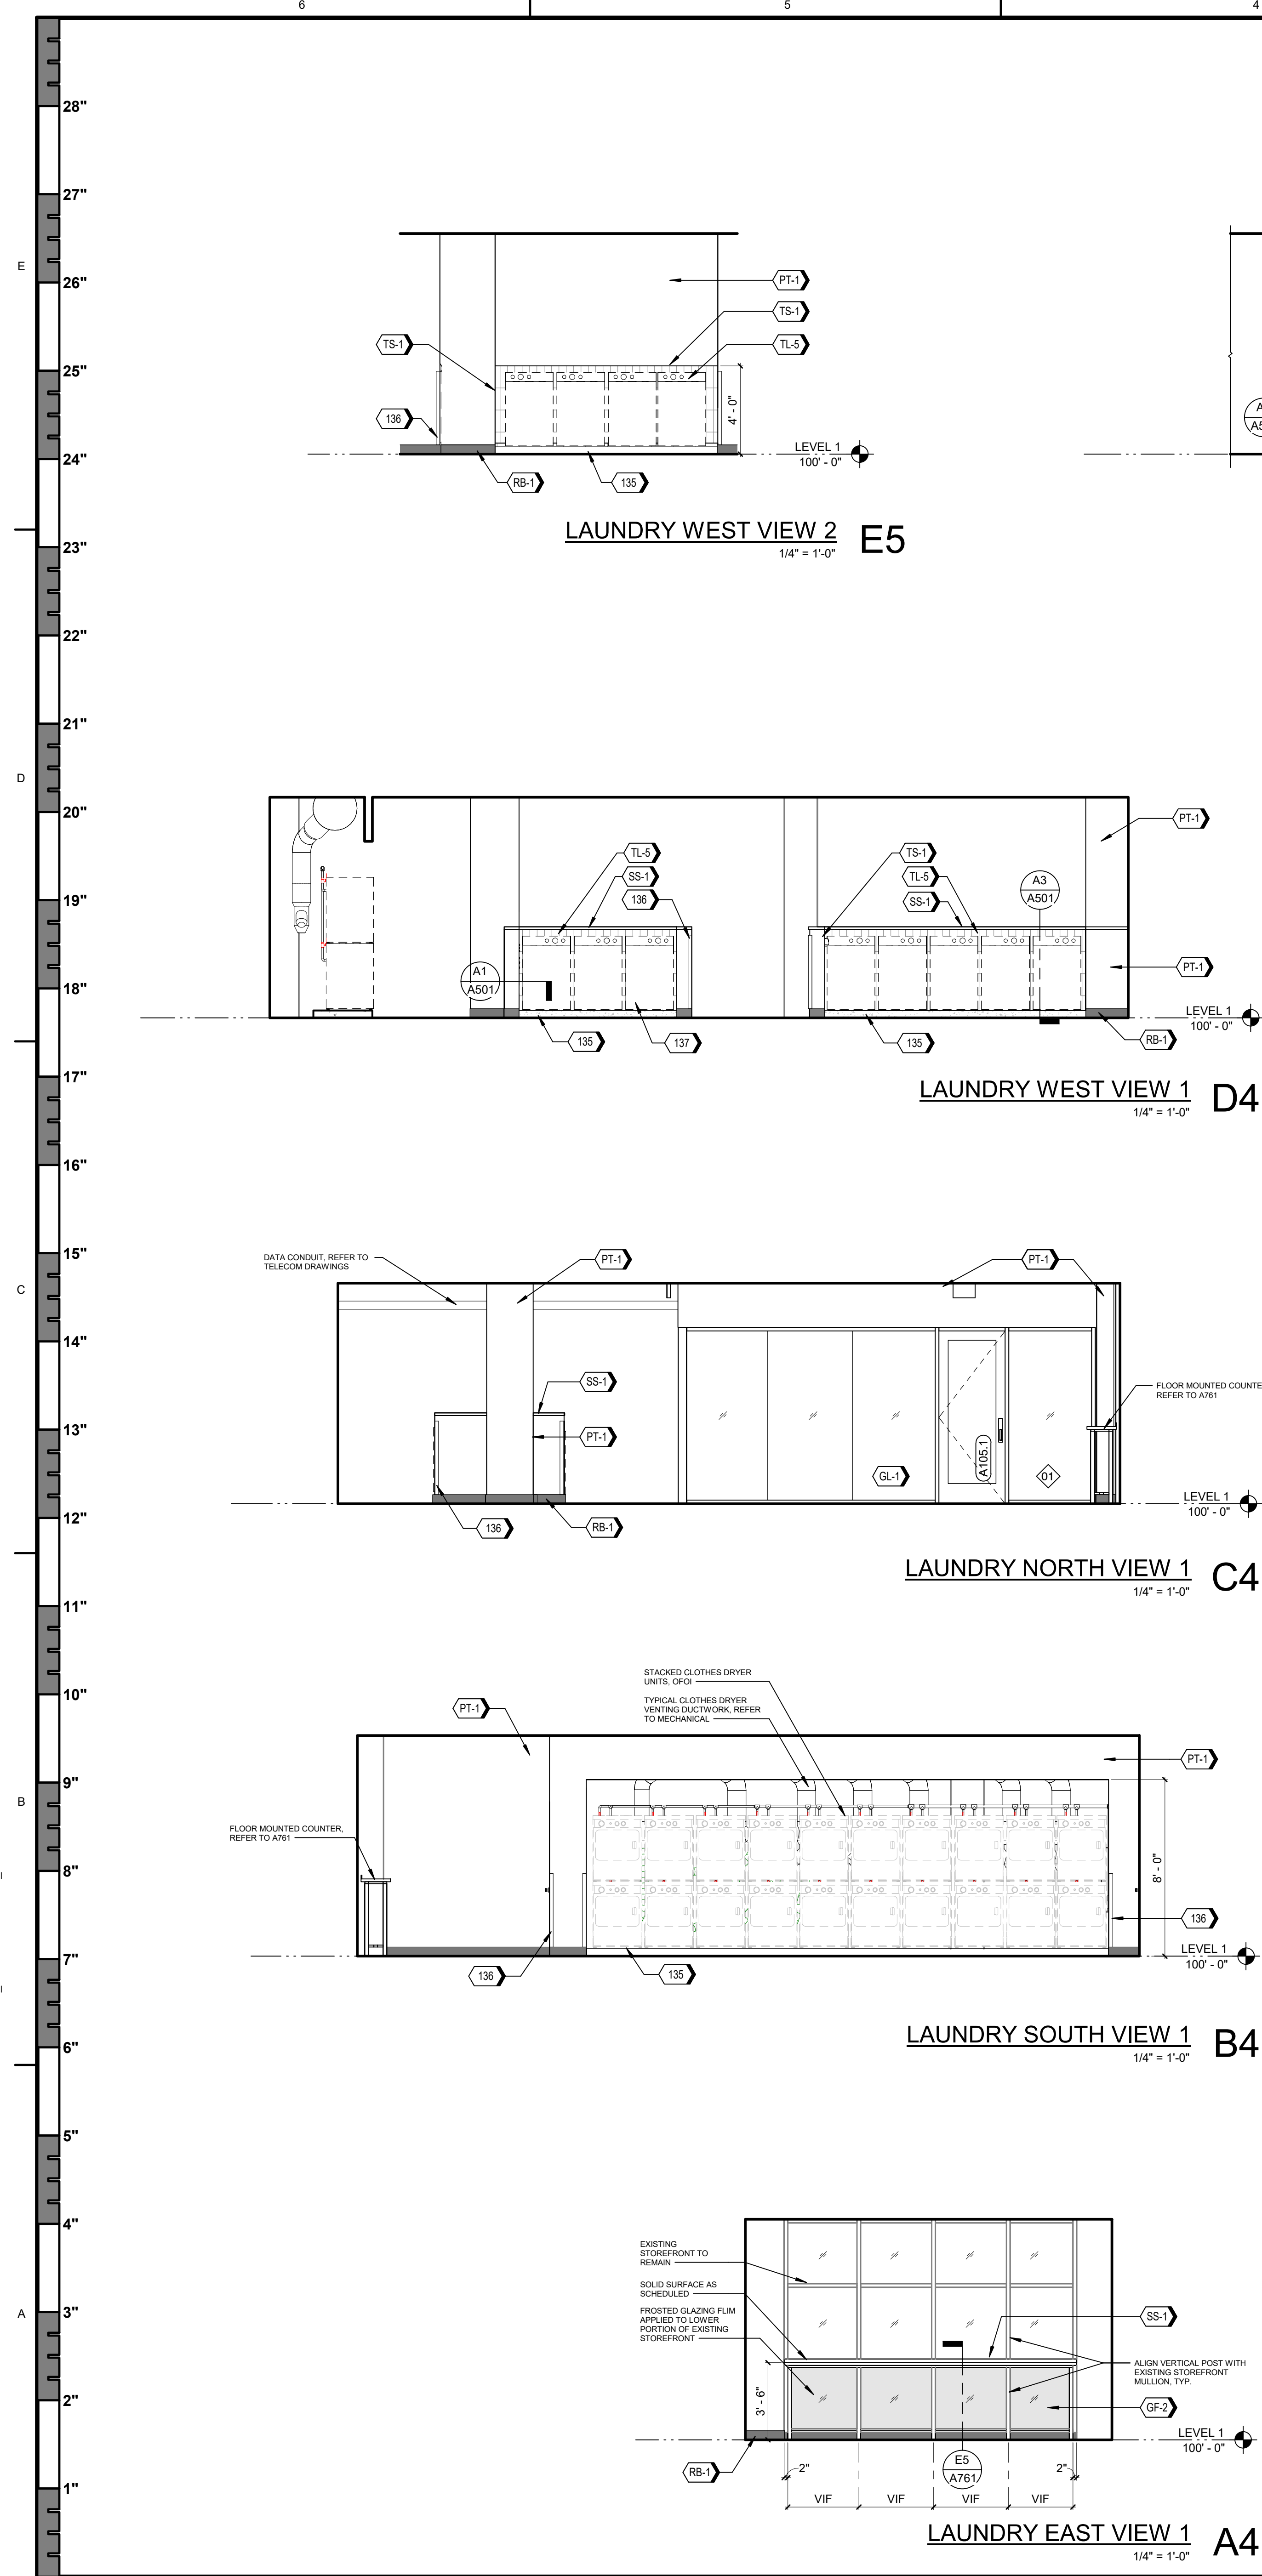 6
5
4
28"
27"
E
26"
PT-1
TS-1
TS-1
TL-5
25"
4' - 0"
136
24"
LEVEL 1
100' - 0"
RB-1
135
LAUNDRY WEST VIEW 2
E5
1/4" = 1'-0"
23"
22"
21"
D
20"
PT-1
TL-5
TS-1
SS-1
TL-5
136
SS-1
A3
A501
19"
A1
A501
PT-1
18"
LEVEL 1
100' - 0"
135
137
135
RB-1
17"
LAUNDRY WEST VIEW 1
D4
1/4" = 1'-0"
16"
15"
DATA CONDUIT, REFER TO
TELECOM DRAWINGS
PT-1
PT-1
C
14"
SS-1
FLOOR MOUNTED COUNTE
REFER TO A761
13"
PT-1
GL-1
A105.1
01
LEVEL 1
100' - 0"
12"
136
RB-1
LAUNDRY NORTH VIEW 1
C4
1/4" = 1'-0"
11"
10"
STACKED CLOTHES DRYER
UNITS, OFOI
TYPICAL CLOTHES DRYER
VENTING DUCTWORK, REFER
TO MECHANICAL
PT-1
PT-1
9"
B
FLOOR MOUNTED COUNTER,
REFER TO A761
8"
8' - 0"
136
7"
LEVEL 1
100' - 0"
136
135
LAUNDRY SOUTH VIEW 1
B4
1/4" = 1'-0"
6"
5"
4"
EXISTING
STOREFRONT TO
REMAIN
SOLID SURFACE AS
SCHEDULED
A
3"
FROSTED GLAZING FLIM
APPLIED TO LOWER
PORTION OF EXISTING
STOREFRONT
SS-1
ALIGN VERTICAL POST WITH
EXISTING STOREFRONT
MULLION, TYP.
2"
3' - 6"
GF-2
LEVEL 1
100' - 0"
RB-1
2"
E5
A761
2"
1"
VIF
VIF
VIF
VIF
LAUNDRY EAST VIEW 1
A4
1/4" = 1'-0"